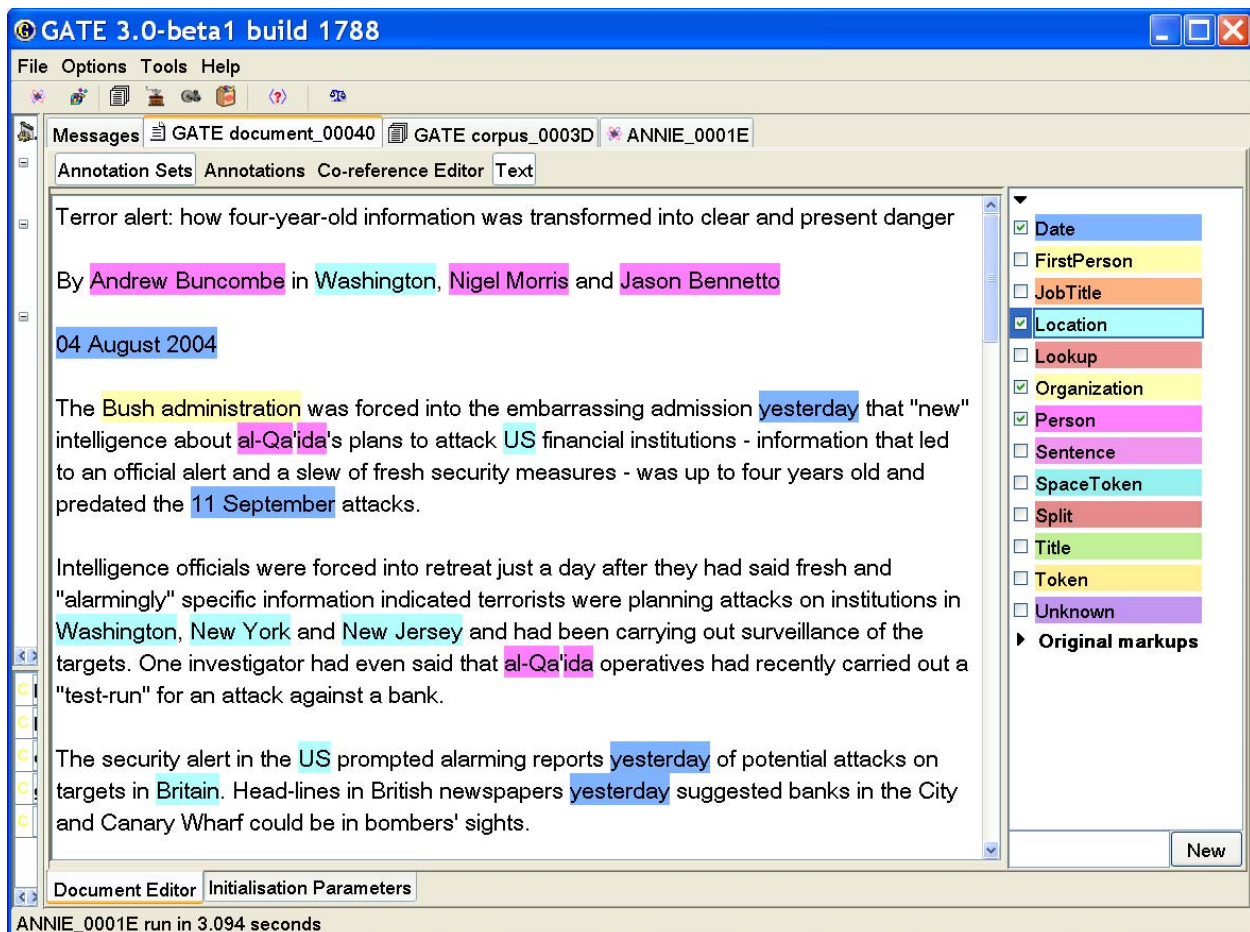 GATE 3.0-beta1 build 1788
File Options Tools Help
Messages GATE document_00040 GATE corpus_0003D ANNIE_0001E
Annotation Sets Annotations Co-reference Editor Text
Terror alert: how four-year-old information was transformed into clear and present danger
By Andrew Buncombe in Washington, Nigel Morris and Jason Bennetto
04 August 2004
The Bush administration was forced into the embarrassing admission yesterday that "new"
intelligence about al-Qa'ida's plans to attack US financial institutions - information that led
to an official alert and a slew of fresh security measures - was up to four years old and
predated the 11 September attacks.
Intelligence officials were forced into retreat just a day after they had said fresh and
"alarmingly" specific information indicated terrorists were planning attacks on institutions in
Washington, New York and New Jersey and had been carrying out surveillance of the
targets. One investigator had even said that al-Qa'ida operatives had recently carried out a
"test-run" for an attack against a bank.
The security alert in the US prompted alarming reports yesterday of potential attacks on
targets in Britain. Head-lines in British newspapers yesterday suggested banks in the City
and Canary Wharf could be in bombers' sights.
Date
FirstPerson
JobTitle
Location
Lookup
Organization
Person
Sentence
SpaceToken
Split
Title
Token
Unknown
Original markups
New
Document Editor Initialisation Parameters
ANNIE_0001E run in 3.094 seconds